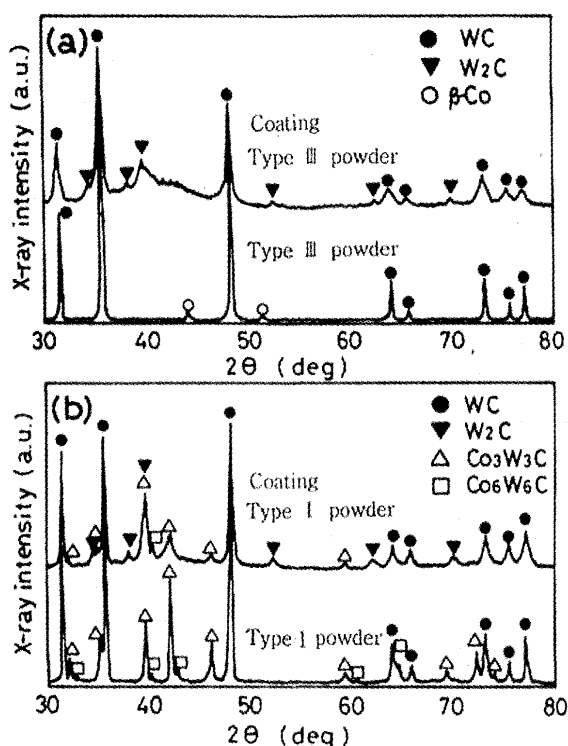 (a)
● WC
▼ W2C
○ β-Co
Coating
Type Ⅲ powder
Type Ⅲ powder
X-ray intensity (a.u.)
30 40 50 60 70 80
2θ (deg)
(b)
● WC
▼ W2C
△ Co3W3C
□ Co6W6C
Coating
Type Ⅰ powder
Type Ⅰ powder
X-ray intensity (a.u.)
30 40 50 60 70 80
2θ (deg)